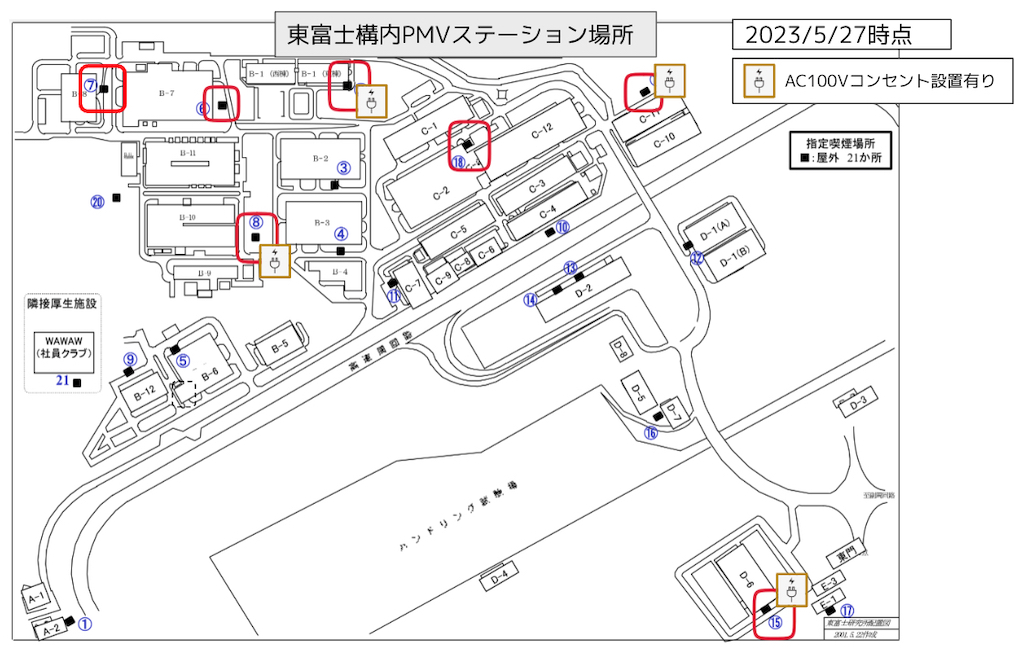 東富士構内PMVステーション場所
2023/5/27時点
AC100Vコンセント設置有り
指定喫煙場所
■:屋外 21か所
⑦
B-8
B-7
⑥
B-1 (西棟)
B-1
C-1
C-12
C-11
C-10
⑱
B-11
B-2
③
C-2
C-3
C-4
⑩
⑳
B-10
⑧
B-3
④
C-5
C-6
C-8
C-9
C-7
⑪
D-1(A)
D-1(B)
⑫
B-9
B-4
⑬
⑭
D-2
隣接厚生施設
WAWAW
(社員クラブ)
21
⑨
⑤
B-12
B-6
B-5
高速周回路
D-8
D-5
D-7
⑯
D-3
ハンドリング試験場
D-4
D-6
⑮
東門
E-3
E-1
⑰
A-1
A-2
①
東富士研究所配置図
2001.5.22作成